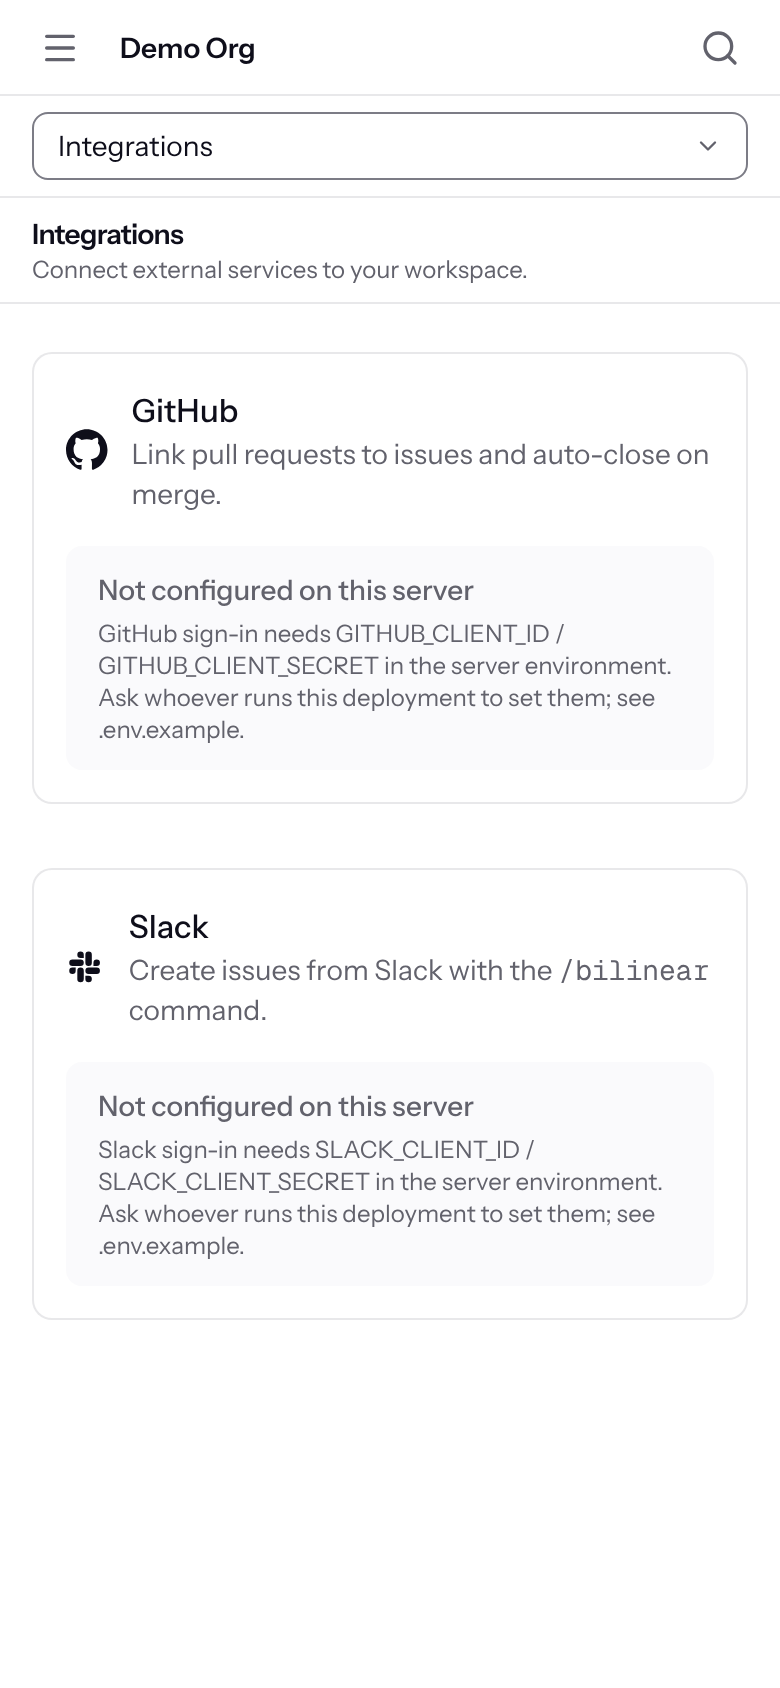 Demo Org
Integrations
Integrations
Connect external services to your workspace.
GitHub
Link pull requests to issues and auto-close on
merge.
Not configured on this server
GitHub sign-in needs GITHUB_CLIENT_ID /
GITHUB_CLIENT_SECRET in the server environment.
Ask whoever runs this deployment to set them; see
.env.example.
Slack
Create issues from Slack with the /bilinear
command.
Not configured on this server
Slack sign-in needs SLACK_CLIENT_ID /
SLACK_CLIENT_SECRET in the server environment.
Ask whoever runs this deployment to set them; see
.env.example.